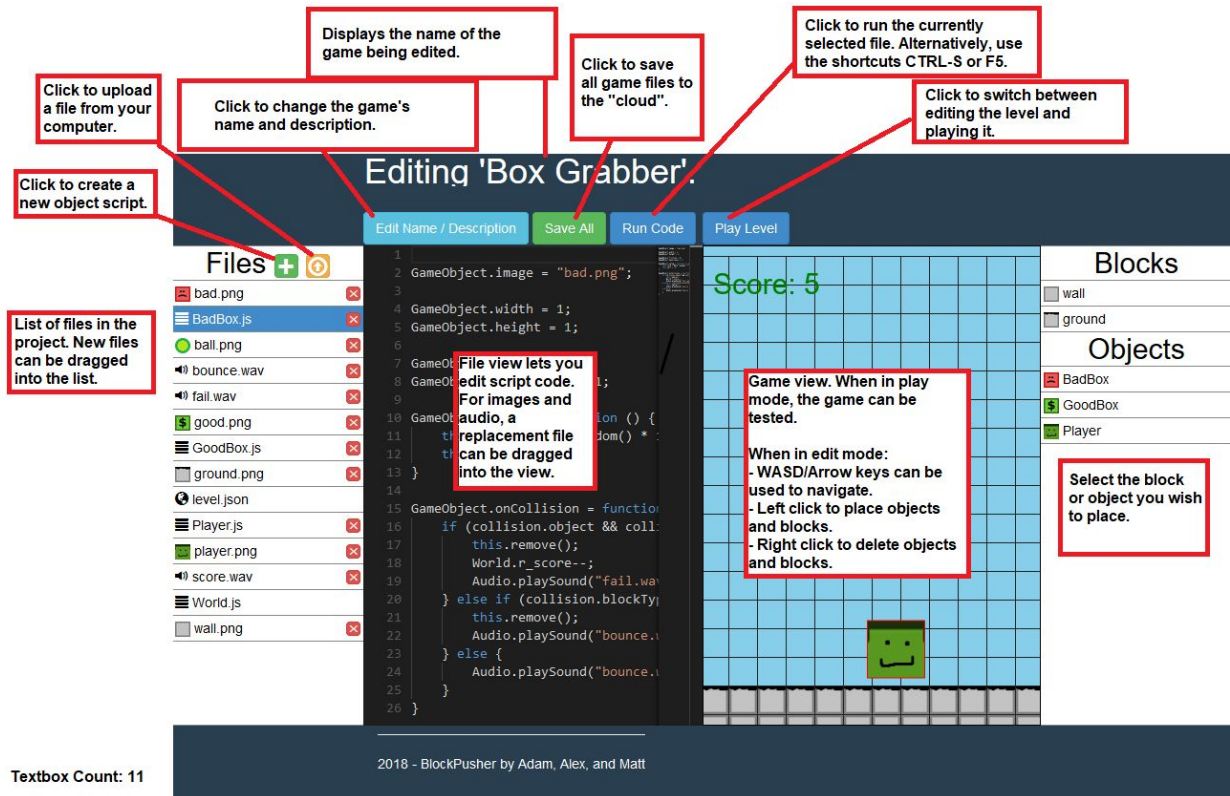 Displays the name of the
game being edited.
Click to run the currently
selected file. Alternatively, use
the shortcuts CTRL-S or F5.
Click to save
all game files to
the "cloud".
Click to upload
a file from your
computer.
Click to change the game's
name and description.
Click to switch between
editing the level and
playing it.
Click to create a
new object script.
Editing 'Box Grabber'.
Edit Name / Description
Save All
Run Code
Play Level
Files
bad.png
BadBox.js
ball.png
bounce.wav
fail.wav
good.png
GoodBox.js
ground.png
level.json
Player.js
player.png
score.wav
World.js
wall.png
List of files in the
project. New files
can be dragged
into the list.
1
2 GameObject.image = "bad.png";
3
4 GameObject.width = 1;
5 GameObject.height = 1;
6
7 GameOb
8 GameOb 1;
9
10 GameOb ion () {
11 th dom() * 1
12 th
13 }
14
15 GameObject.onCollision = function
16 if (collision.object && colli
17 this.remove();
18 World.r_score--;
19 Audio.playSound("fail.wav
20 } else if (collision.blockTyp
21 this.remove();
22 Audio.playSound("bounce.w
23 } else {
24 Audio.playSound("bounce.w
25 }
26 }
File view lets you
edit script code.
For images and
audio, a
replacement file
can be dragged
into the view.
Score: 5
Game view. When in play
mode, the game can be
tested.
When in edit mode:
- WASD/Arrow keys can be
used to navigate.
- Left click to place objects
and blocks.
- Right click to delete objects
and blocks.
Blocks
wall
ground
Objects
BadBox
$ GoodBox
Player
Select the block
or object you wish
to place.
2018 - BlockPusher by Adam, Alex, and Matt
Textbox Count: 11